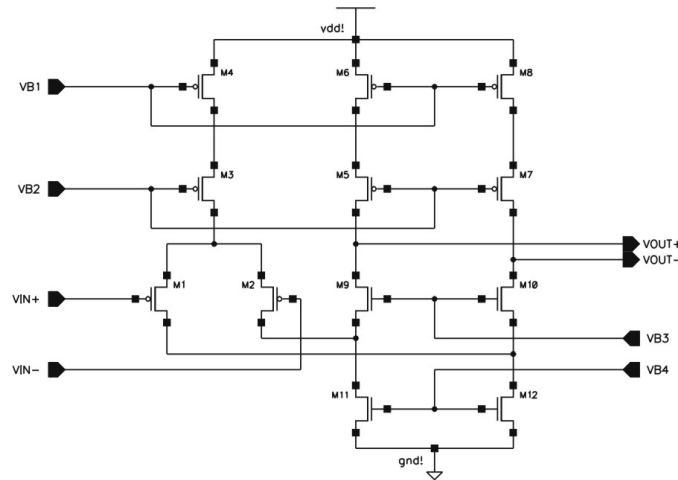 vdd!
M4 M6 M8
VB1
M3 M5 M7
VB2
VOUT+
VOUT-
M1 M2 M9 M10
VIN+
VB3
VIN-
VB4
M11 M12
gnd!